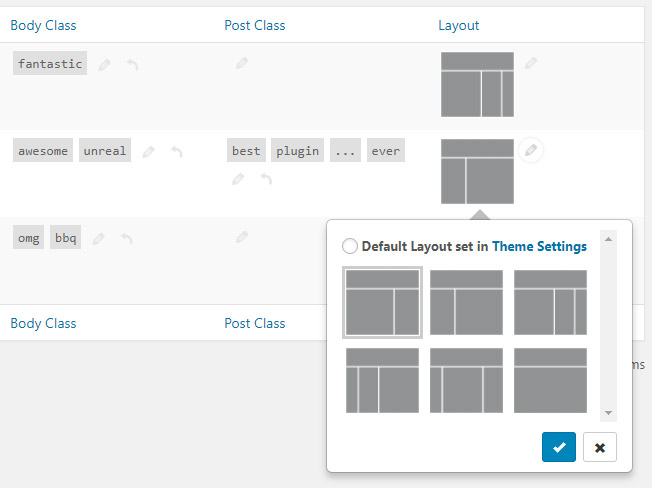 Body Class Post Class Layout
fantastic
awesome unreal best plugin ... ever
omg bbq
Default Layout set in Theme Settings
Body Class Post Class
ms